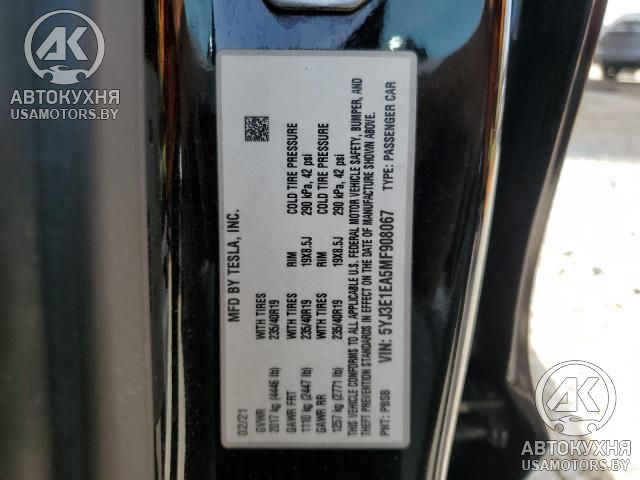 MFD BY TESLA, INC.
02/21
GVWR WITH TIRES RIM COLD TIRE PRESSURE
2017 kg (4446 lb) 235/40R19 19X8.5J 290 kPa, 42 psi
GAWR FRT WITH TIRES RIM COLD TIRE PRESSURE
1110 kg (2447 lb) 235/40R19 19X8.5J 290 kPa, 42 psi
GAWR RR
1257 kg (2771 lb) 235/40R19
THIS VEHICLE CONFORMS TO ALL APPLICABLE U.S. FEDERAL MOTOR VEHICLE SAFETY, BUMPER, AND
THEFT PREVENTION STANDARDS IN EFFECT ON THE DATE OF MANUFACTURE SHOWN ABOVE.
PNT: PBSB VIN: 5YJ3E1EA5MF908067 TYPE: PASSENGER CAR
AK
АВТОКУХНЯ
USAMOTORS.BY
AK
АВТОКУХНЯ
USAMOTORS.BY